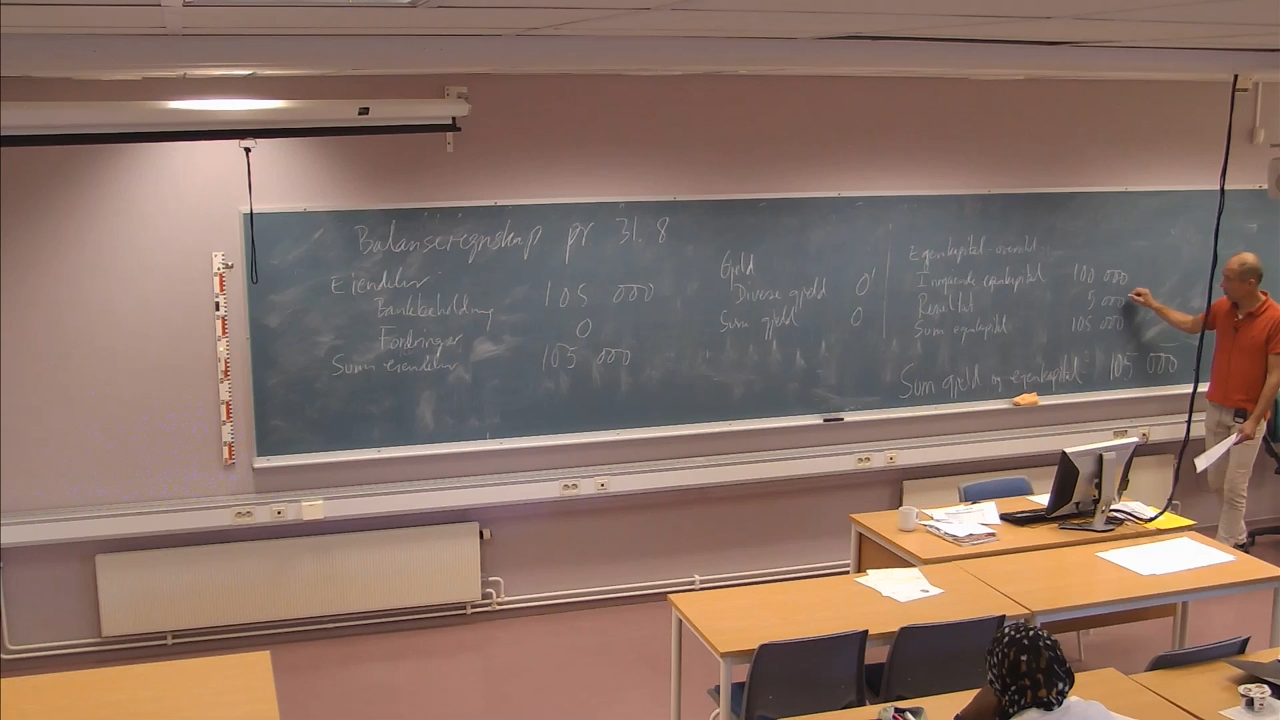 Balanseregnskap pr 31.8
Eiendeler
Bankbeholdning 105 000
Fordringer 0
Sum eiendeler 105 000
Gjeld
Diverse gjeld 0
Sum gjeld 0
Egenkapital-oversikt
Inngående egenkapital 100 000
Resultat 5 000
Sum egenkapital 105 000
Sum gjeld og egenkapital 105 000